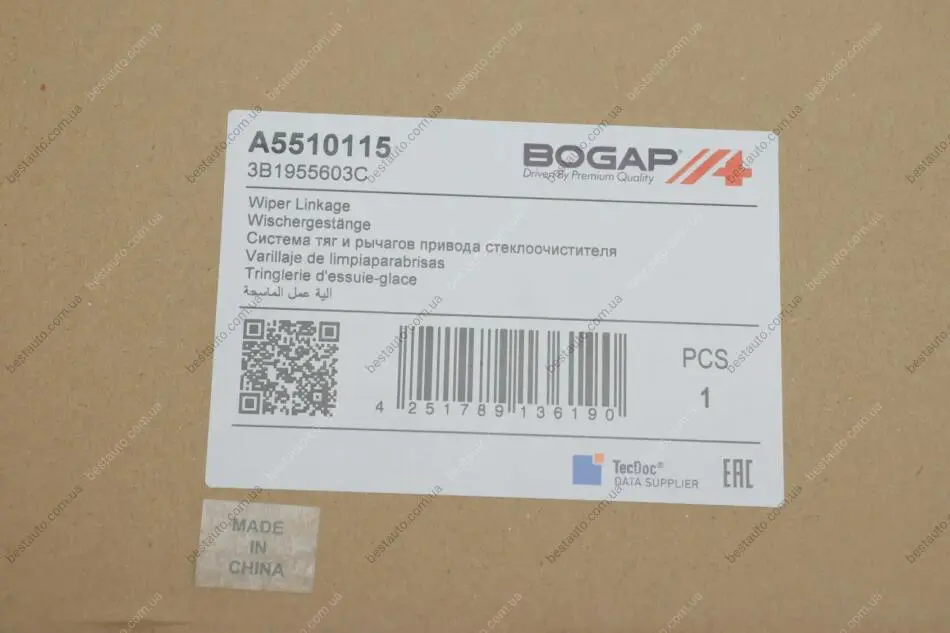 A5510115
3B1955603C
BOGAP®
Driven By Premium Quality
Wiper Linkage
Wischergestänge
Система тяг и рычагов привода стеклоочистителя
Varillaje de limpiaparabrisas
Tringlerie d'essuie-glace
الية عمل الماسحة
4 251789 136190
PCS
1
TecDoc®
DATA SUPPLIER
EAC
MADE
IN
CHINA
bestauto.com.ua